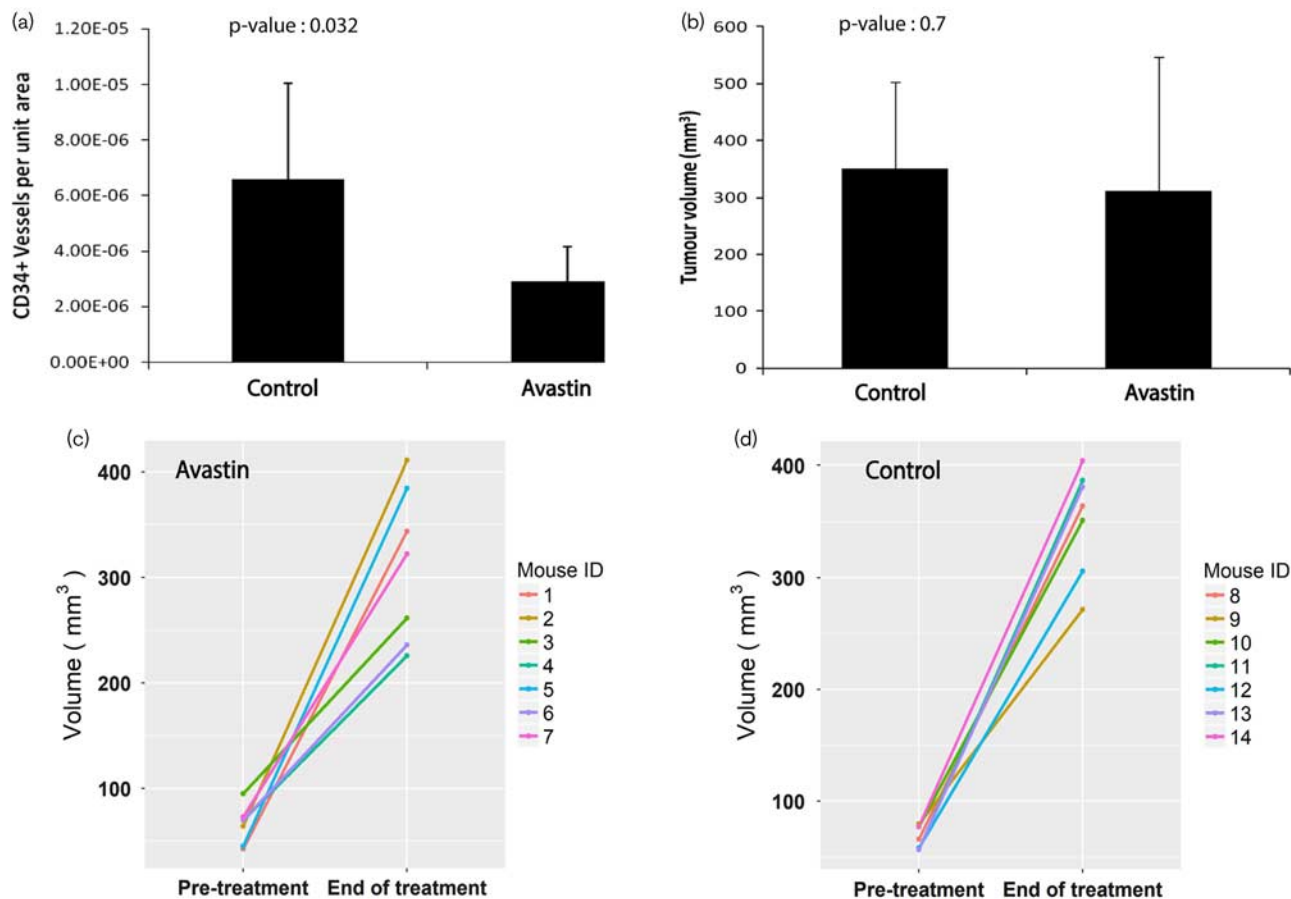 (a)
p-value : 0.032
CD34+ Vessels per unit area
1.20E-05
1.00E-05
8.00E-06
6.00E-06
4.00E-06
2.00E-06
0.00E+00
Control
Avastin
(b)
p-value : 0.7
Tumour volume (mm³)
600
500
400
300
200
100
0
Control
Avastin
(c)
Avastin
Volume ( mm³ )
400
300
200
100
Pre-treatment
End of treatment
Mouse ID
1
2
3
4
5
6
7
(d)
Control
Volume ( mm³ )
400
300
200
100
Pre-treatment
End of treatment
Mouse ID
8
9
10
11
12
13
14